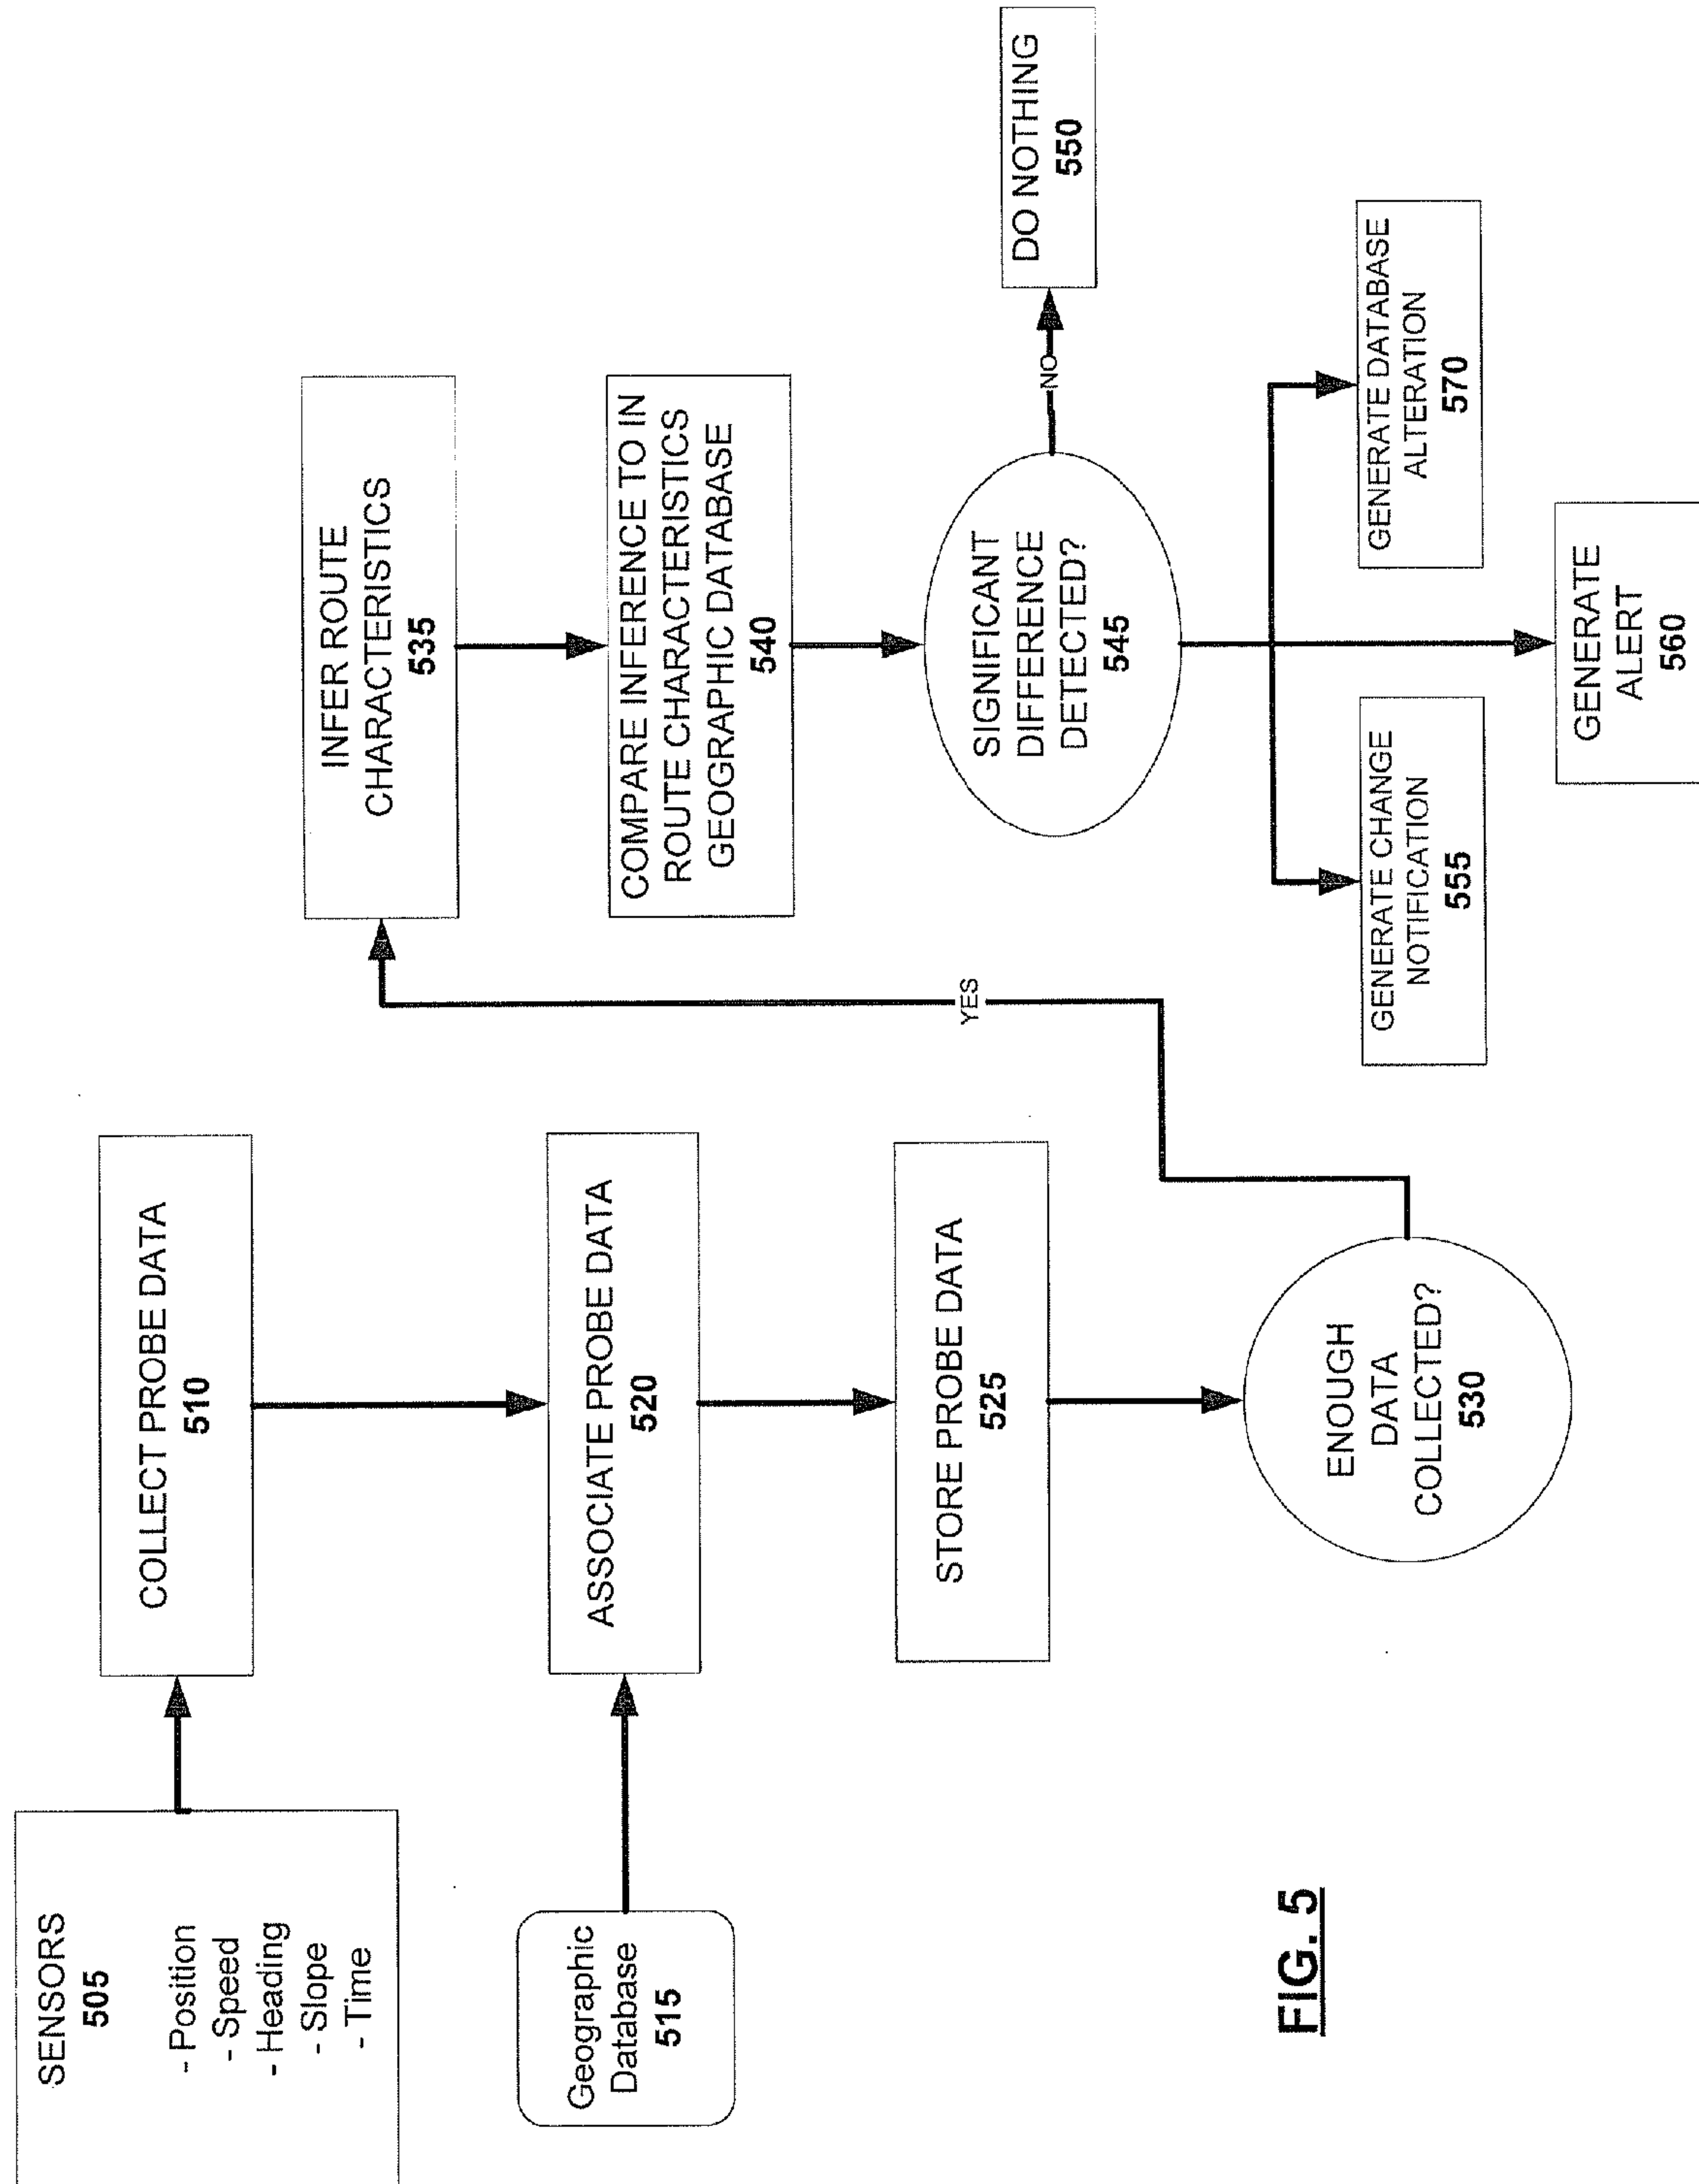 SENSORS
505
- Position
- Speed
- Heading
- Slope
- Time
COLLECT PROBE DATA
510
Geographic
Database
515
ASSOCIATE PROBE DATA
520
STORE PROBE DATA
525
ENOUGH
DATA
COLLECTED?
530
YES
INFER ROUTE
CHARACTERISTICS
535
COMPARE INFERENCE TO IN
ROUTE CHARACTERISTICS
GEOGRAPHIC DATABASE
540
SIGNIFICANT
DIFFERENCE
DETECTED?
545
NO
DO NOTHING
550
GENERATE CHANGE
NOTIFICATION
555
GENERATE
ALERT
560
GENERATE DATABASE
ALTERATION
570
FIG. 5